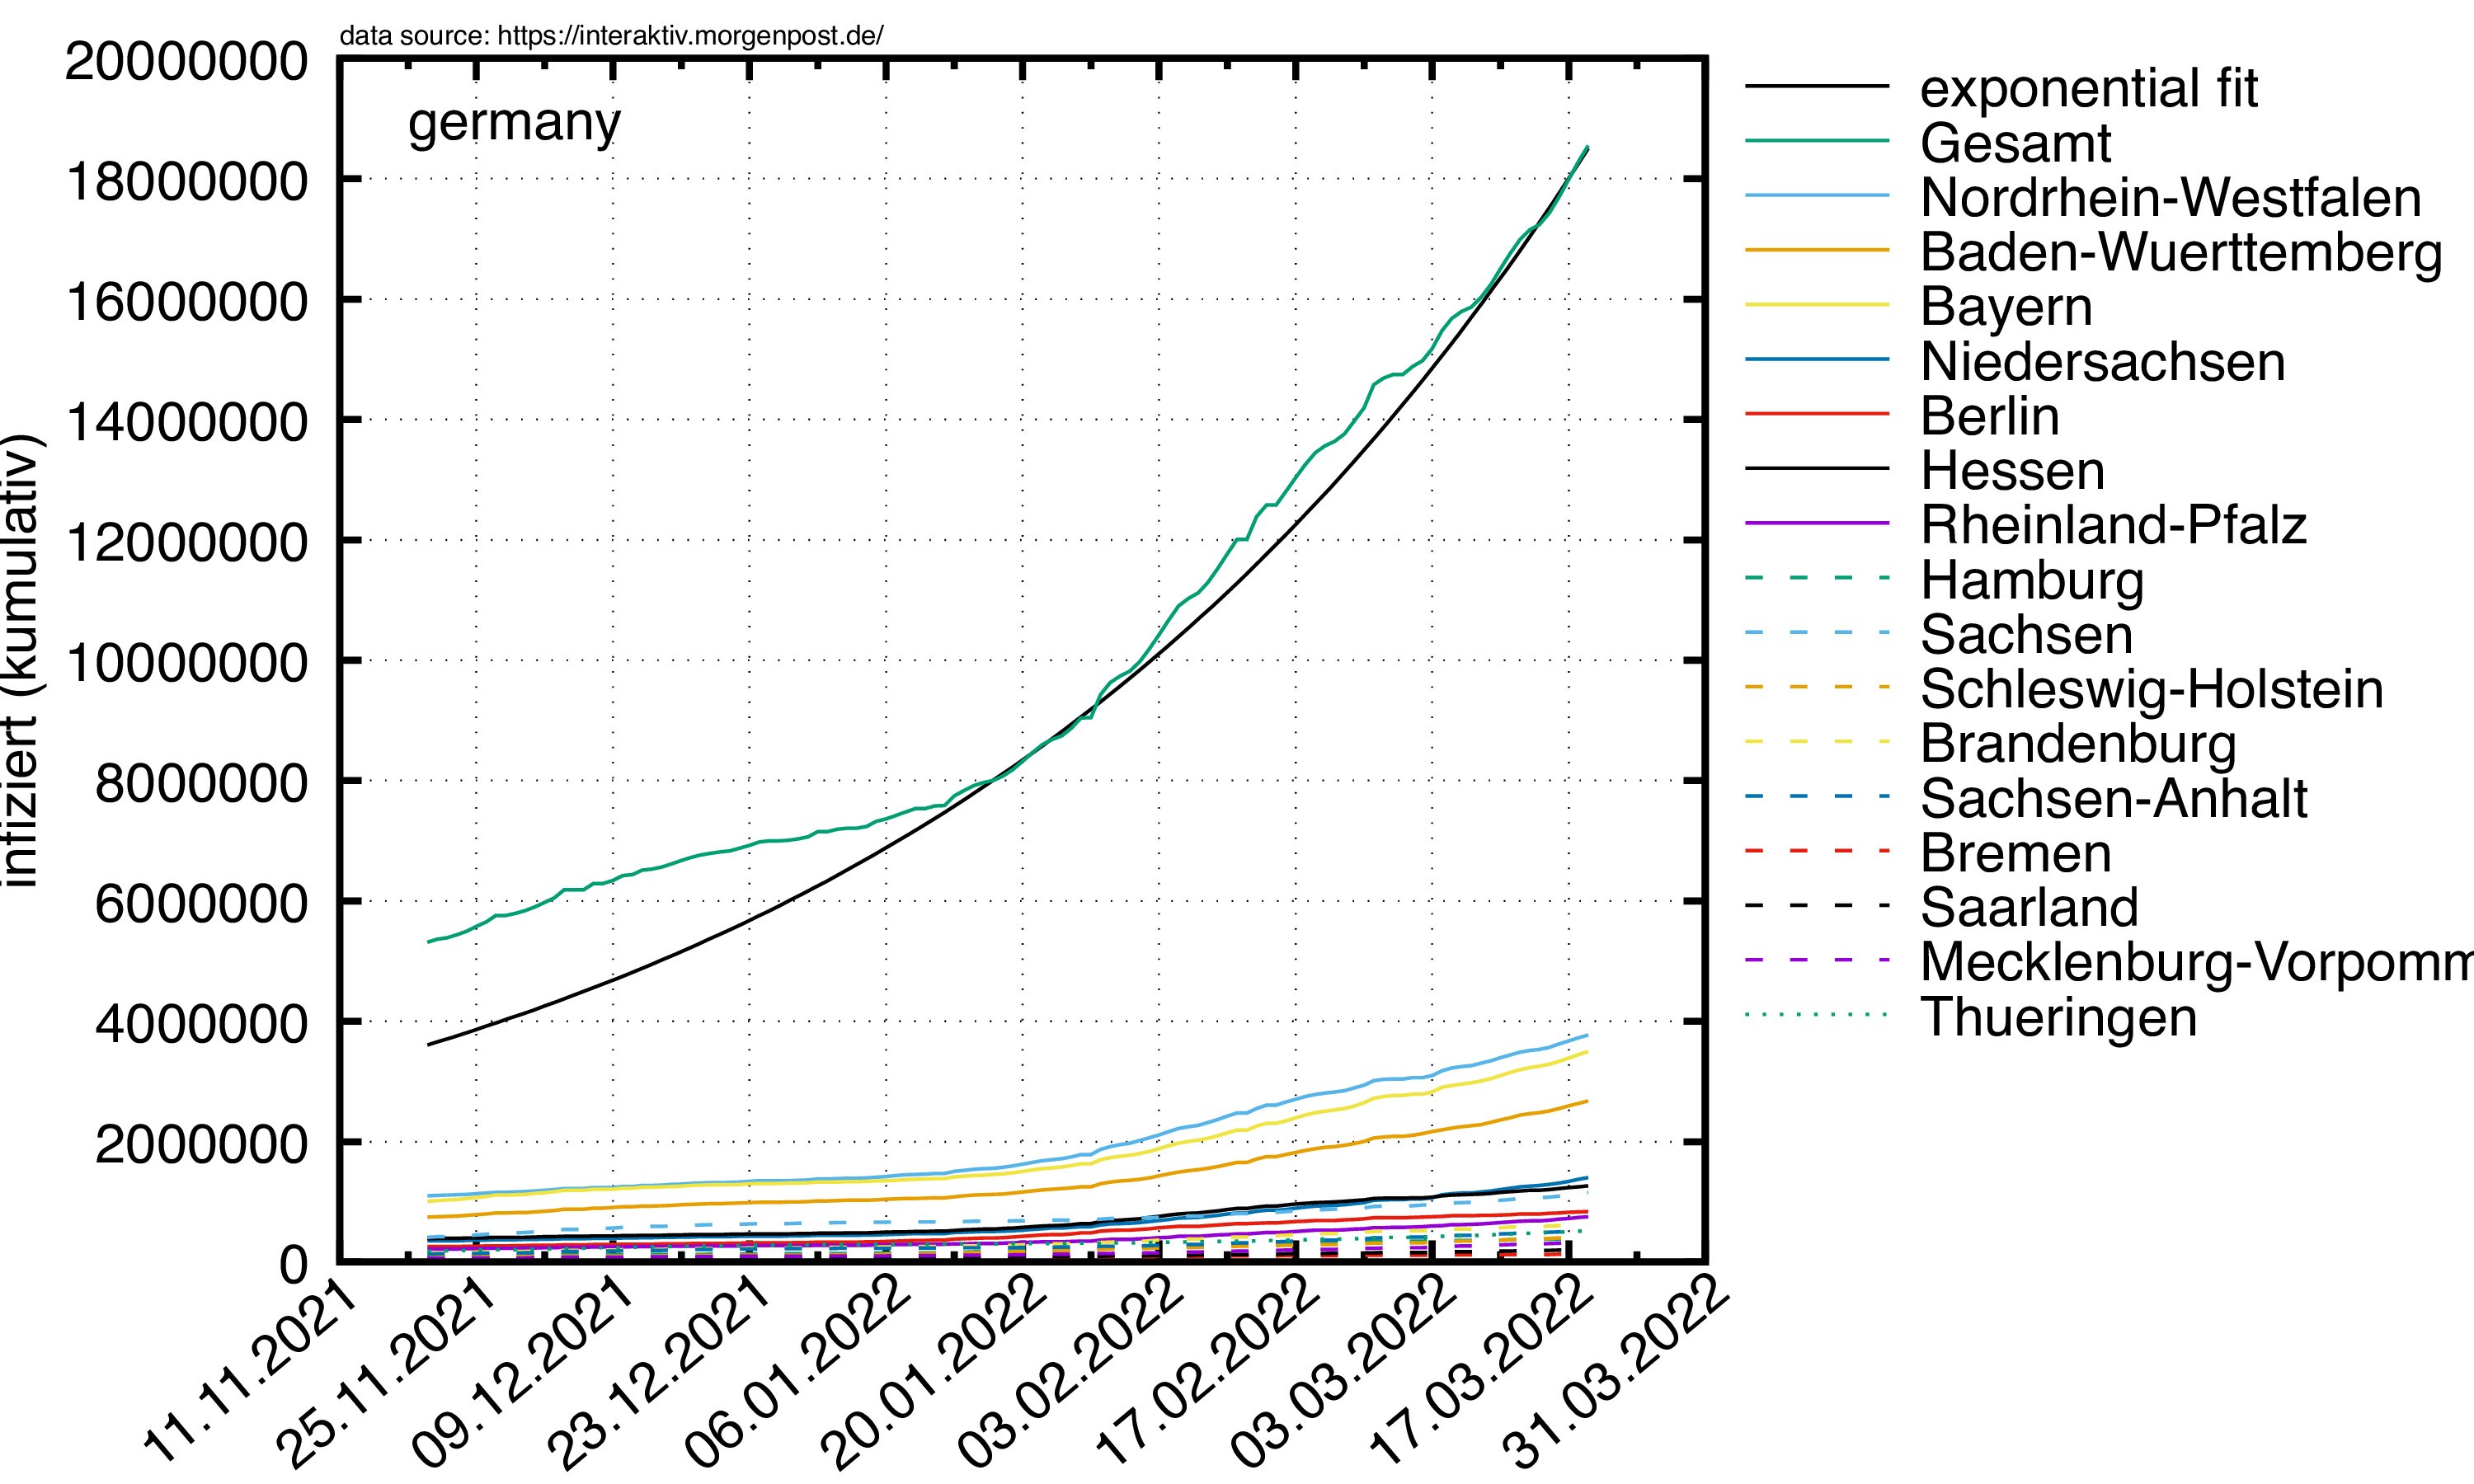 data source: https://interaktiv.morgenpost.de/
germany
infiziert (kumulativ)
20000000
18000000
16000000
14000000
12000000
10000000
8000000
6000000
4000000
2000000
0
11.11.2021
25.11.2021
09.12.2021
23.12.2021
06.01.2022
20.01.2022
03.02.2022
17.02.2022
03.03.2022
17.03.2022
31.03.2022
exponential fit
Gesamt
Nordrhein-Westfalen
Baden-Wuerttemberg
Bayern
Niedersachsen
Berlin
Hessen
Rheinland-Pfalz
Hamburg
Sachsen
Schleswig-Holstein
Brandenburg
Sachsen-Anhalt
Bremen
Saarland
Mecklenburg-Vorpomm
Thueringen